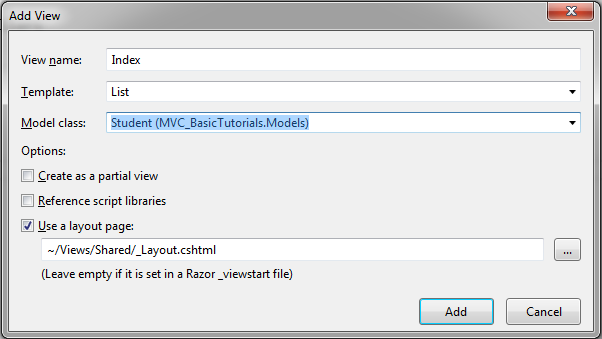 Add View
View name: Index
Template: List
Model class: Student (MVC_BasicTutorials.Models)
Options:
Create as a partial view
Reference script libraries
Use a layout page:
~/Views/Shared/_Layout.cshtml ...
(Leave empty if it is set in a Razor _viewstart file)
Add Cancel